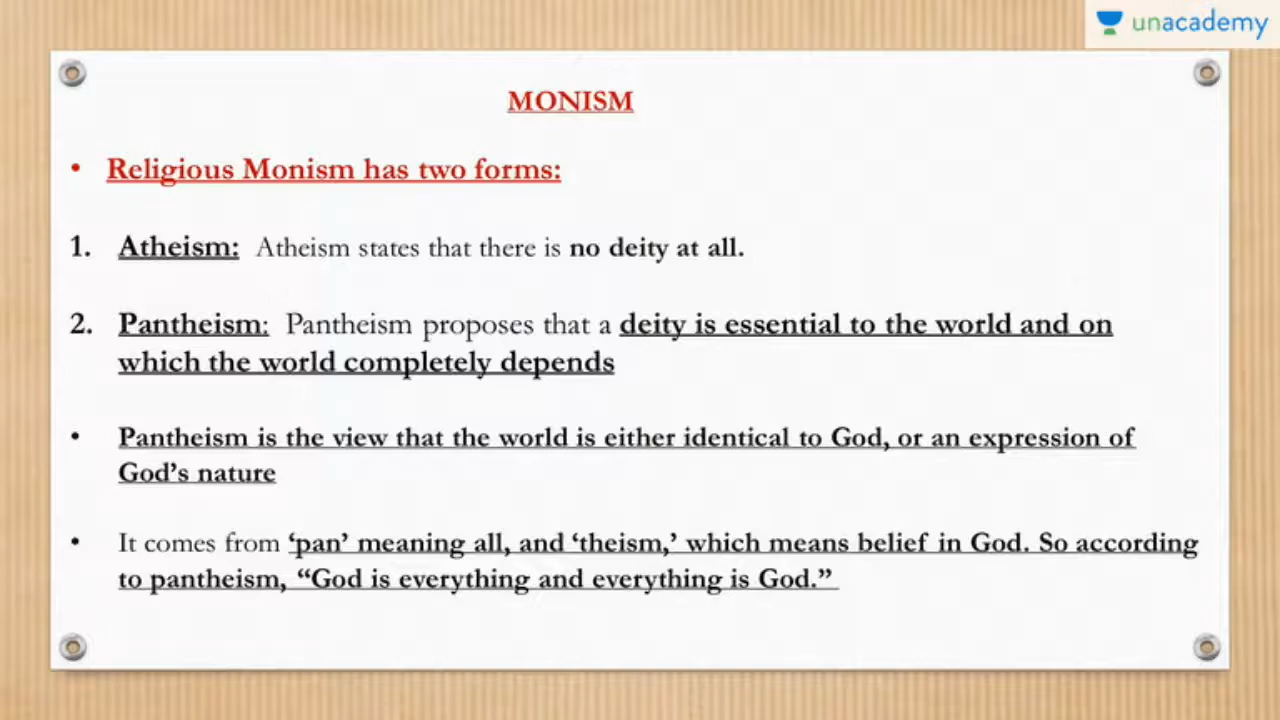 unacademy
MONISM
• Religious Monism has two forms:
1. Atheism: Atheism states that there is no deity at all.
2. Pantheism: Pantheism proposes that a deity is essential to the world and on
which the world completely depends
• Pantheism is the view that the world is either identical to God, or an expression of
God’s nature
• It comes from ‘pan’ meaning all, and ‘theism,’ which means belief in God. So according
to pantheism, “God is everything and everything is God.”